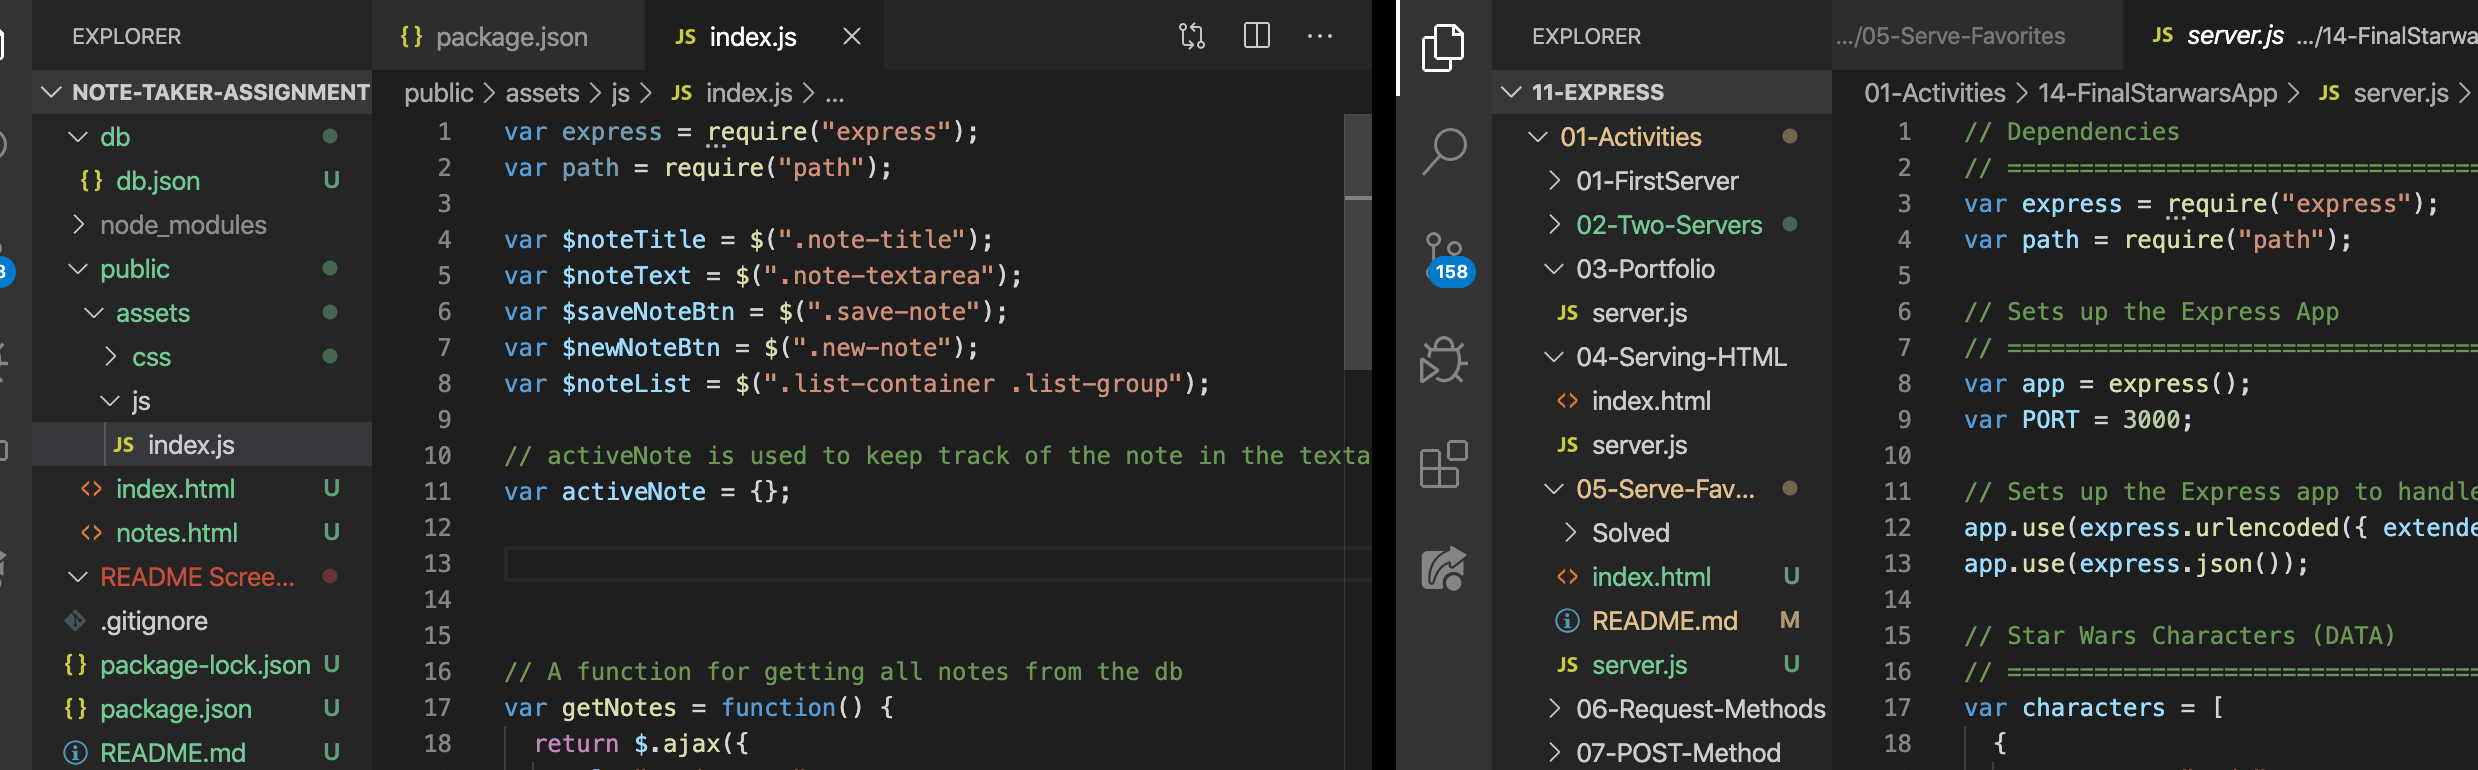 EXPLORER
NOTE-TAKER-ASSIGNMENT
db
{} db.json U
node_modules
public
assets
css
js
JS index.js
<> index.html U
<> notes.html U
README Scree...
.gitignore
{} package-lock.json U
{} package.json U
README.md U
{} package.json
JS index.js
public > assets > js > JS index.js > ...
1 var express = require("express");
2 var path = require("path");
3
4 var $noteTitle = $(".note-title");
5 var $noteText = $(".note-textarea");
6 var $saveNoteBtn = $(".save-note");
7 var $newNoteBtn = $(".new-note");
8 var $noteList = $(".list-container .list-group");
9
10 // activeNote is used to keep track of the note in the texta
11 var activeNote = {};
12
13
14
15
16 // A function for getting all notes from the db
17 var getNotes = function() {
18 return $.ajax({
158
EXPLORER
11-EXPRESS
01-Activities
01-FirstServer
02-Two-Servers
03-Portfolio
JS server.js
04-Serving-HTML
<> index.html
JS server.js
05-Serve-Fav...
Solved
<> index.html U
README.md M
JS server.js U
06-Request-Methods
07-POST-Method
.../05-Serve-Favorites
JS server.js .../14-FinalStarwa
01-Activities > 14-FinalStarwarsApp > JS server.js >
1 // Dependencies
2 // =================================
3 var express = require("express");
4 var path = require("path");
5
6 // Sets up the Express App
7 // =================================
8 var app = express();
9 var PORT = 3000;
10
11 // Sets up the Express app to handle
12 app.use(express.urlencoded({ extende
13 app.use(express.json());
14
15 // Star Wars Characters (DATA)
16 // =================================
17 var characters = [
18 {